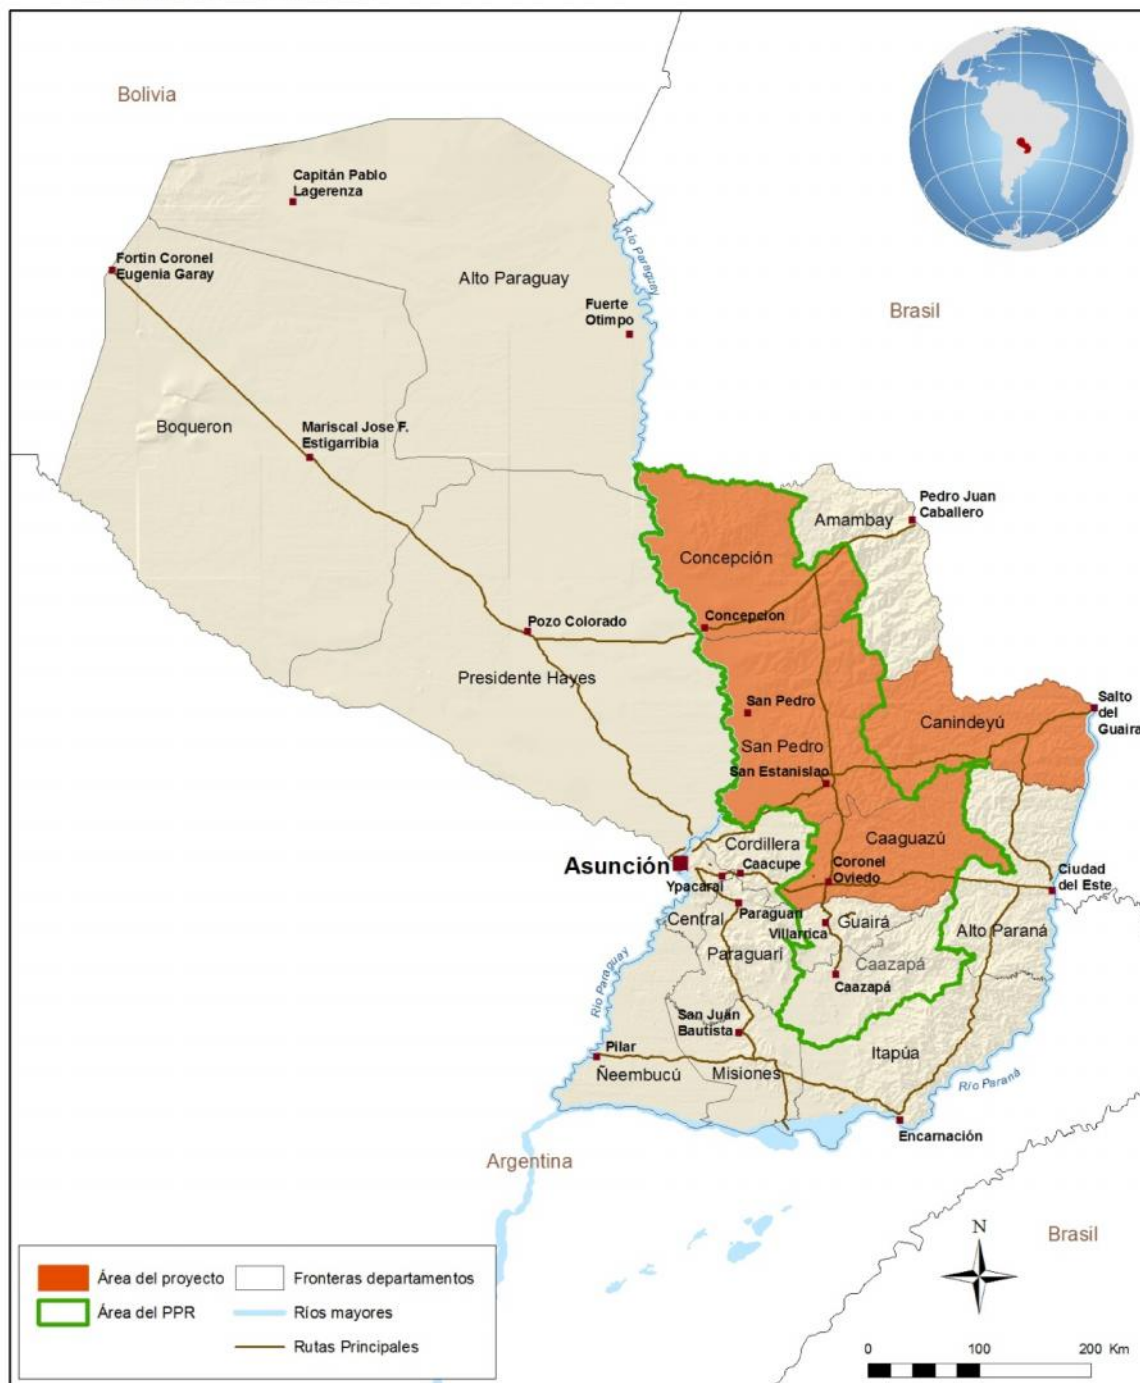 Bolivia
Capitán Pablo
Lagerenza
Río Paraguay
Fortin Coronel
Eugenia Garay
Alto Paraguay
Fuerte
Otimpo
Brasil
Boqueron
Mariscal Jose F.
Estigarribia
Pedro Juan
Caballero
Amambay
Concepción
Concepción
Pozo Colorado
Presidente Hayes
San Pedro
Salto
del
Guaira
Canindeyú
San Pedro
San Estanislao
Cordillera
Caaguazú
Asunción
Caacupe
Coronel
Oviedo
Ciudad
del Este
Ypacarai
Paraguarí
Central
Villarrica
Guairá
Alto Paraná
Paraguarí
Caazapá
Caazapá
Río Paraguay
San Juán
Bautista
Pilar
Itapúa
Ñeembucú
Misiones
Río Paraná
Encarnación
Argentina
N
Brasil
Área del proyecto
Fronteras departamentos
Área del PPR
Ríos mayores
Rutas Principales
0 100 200 Km